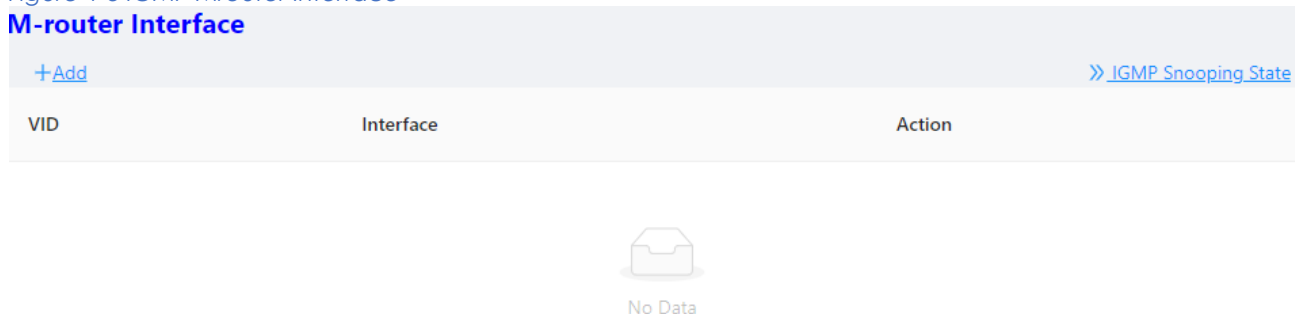 M-router Interface
+Add
» IGMP Snooping State
VID Interface Action
No Data